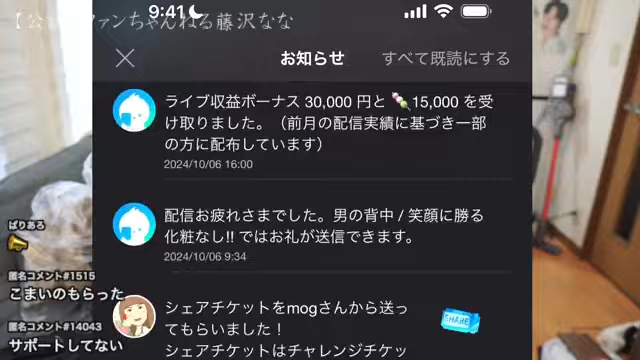 ファンちゃんねる藤沢なな
9:41
お知らせ
すべて既読にする
ライブ収益ボーナス 30,000 円と 🍡15,000 を受
け取りました。(前月の配信実績に基づき一部
の方に配布しています)
2024/10/06 16:00
配信お疲れさまでした。男の背中 / 笑顔に勝る
化粧なし!! ではお礼が送信できます。
2024/10/06 9:34
シェアチケットをmogさんから送っ
てもらいました！
シェアチケットはチャレンジチケッ
SHARE
ぱりある
匿名コメント#1515
こまいのもらった
匿名コメント#14043
サポートしてない